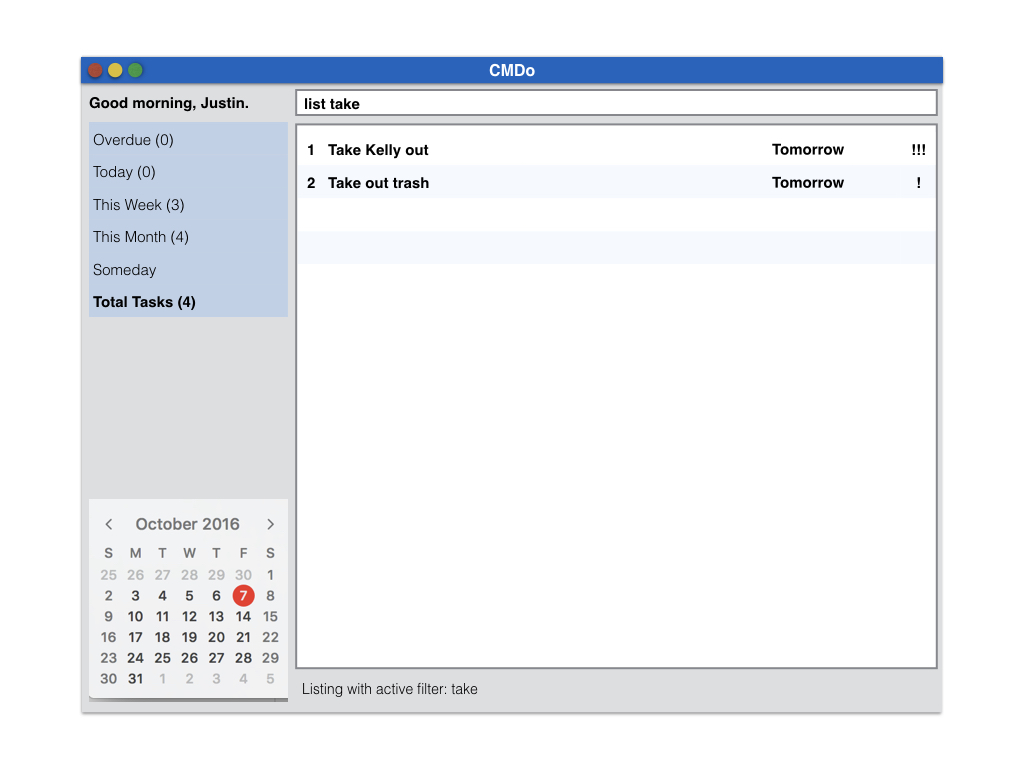 CMDo
Good morning, Justin.
list take
Overdue (0)
Today (0)
This Week (3)
This Month (4)
Someday
Total Tasks (4)
1 Take Kelly out Tomorrow !!!
2 Take out trash Tomorrow !
< October 2016 >
S M T W T F S
25 26 27 28 29 30 1
2 3 4 5 6 7 8
9 10 11 12 13 14 15
16 17 18 19 20 21 22
23 24 25 26 27 28 29
30 31 1 2 3 4 5
Listing with active filter: take